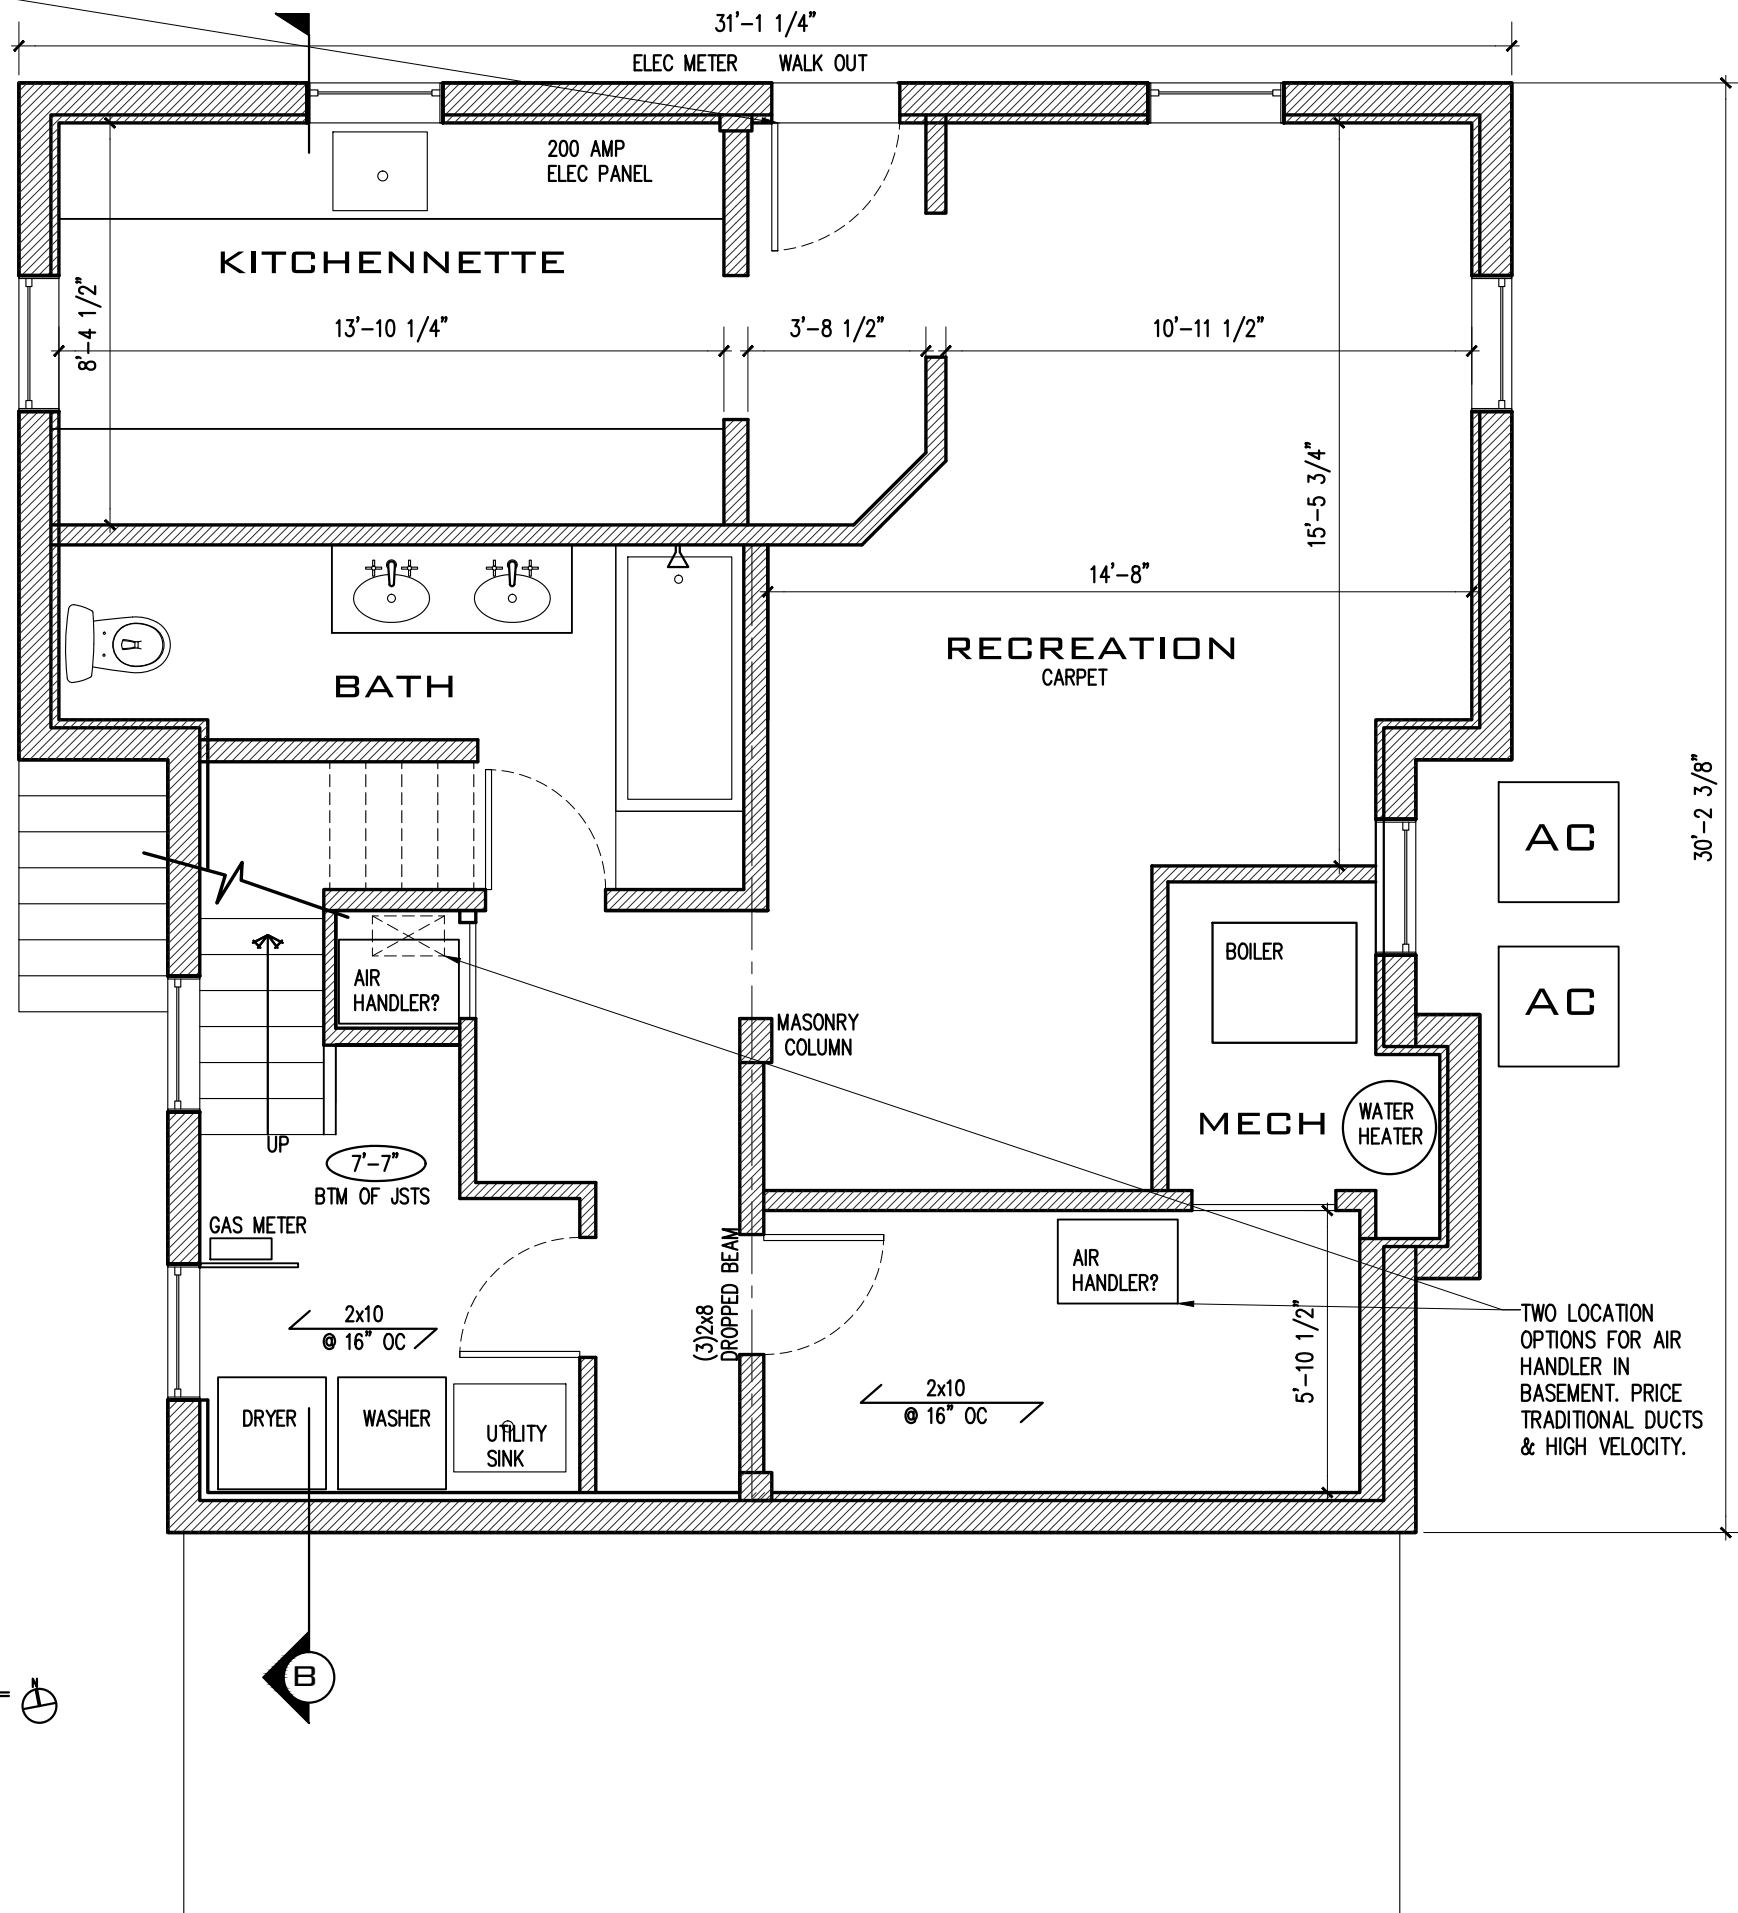 31'-1 1/4"
ELEC METER
WALK OUT
200 AMP
ELEC PANEL
KITCHENNETTE
8'-4 1/2"
13'-10 1/4"
3'-8 1/2"
10'-11 1/2"
15'-5 3/4"
14'-8"
RECREATION
CARPET
BATH
30'-2 3/8"
AC
AC
BOILER
AIR
HANDLER?
MASONRY
COLUMN
MECH
WATER
HEATER
UP
7'-7"
BTM OF JSTS
GAS METER
(3)2x8
DROPPED BEAM
AIR
HANDLER?
2x10
@ 16" OC
5'-10 1/2"
2x10
@ 16" OC
TWO LOCATION
OPTIONS FOR AIR
HANDLER IN
BASEMENT. PRICE
TRADITIONAL DUCTS
& HIGH VELOCITY.
DRYER
WASHER
UTILITY
SINK
B
N